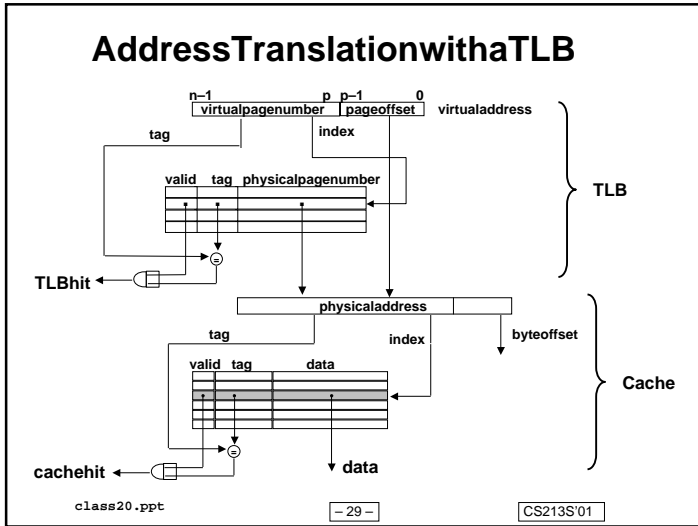 AddressTranslationwithaTLB
n–1 p p–1 0
virtualpagenumber pageoffset virtualaddress
tag index
valid tag physicalpagenumber
TLB
=
TLBhit
physicaladdress
tag index byteoffset
valid tag data
Cache
=
cachehit data
class20.ppt – 29 – CS213S'01